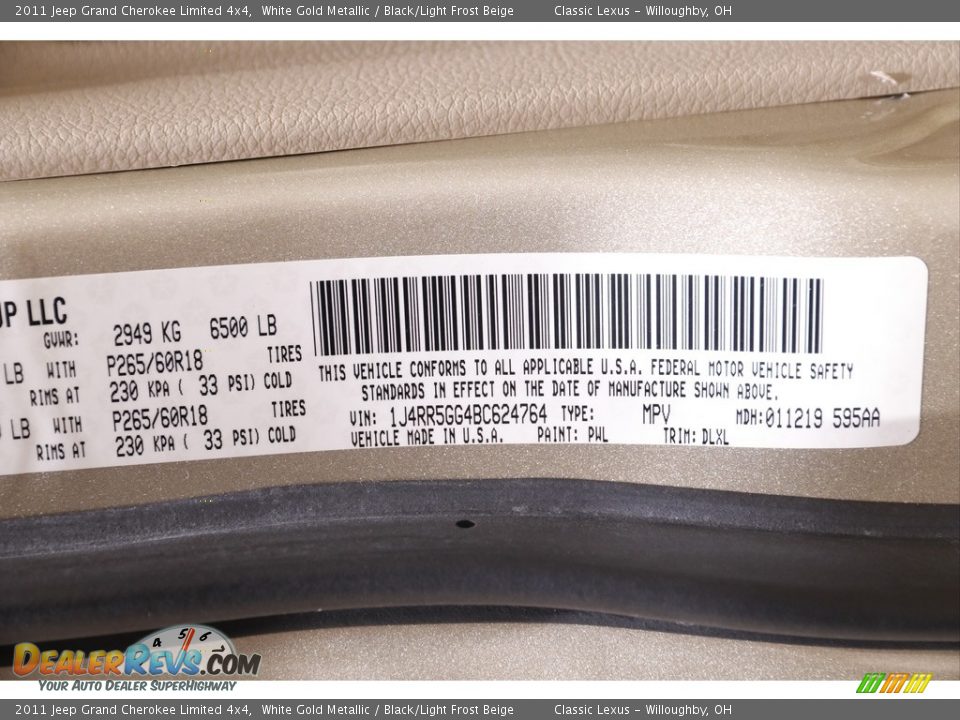 2011 Jeep Grand Cherokee Limited 4x4, White Gold Metallic / Black/Light Frost Beige Classic Lexus - Willoughby, OH
UP LLC
GVWR: 2949 KG 6500 LB
LB WITH P265/60R18 TIRES
RIMS AT 230 KPA ( 33 PSI) COLD
LB WITH P265/60R18 TIRES
RIMS AT 230 KPA ( 33 PSI) COLD
THIS VEHICLE CONFORMS TO ALL APPLICABLE U.S.A. FEDERAL MOTOR VEHICLE SAFETY
STANDARDS IN EFFECT ON THE DATE OF MANUFACTURE SHOWN ABOVE.
VIN: 1J4RR5GG4BC624764 TYPE: MPV MDH:011219 595AA
VEHICLE MADE IN U.S.A. PAINT: PWL TRIM: DLXL
4 5 6
DEALERREVS.COM
YOUR AUTO DEALER SUPERHIGHWAY
2011 Jeep Grand Cherokee Limited 4x4, White Gold Metallic / Black/Light Frost Beige Classic Lexus - Willoughby, OH